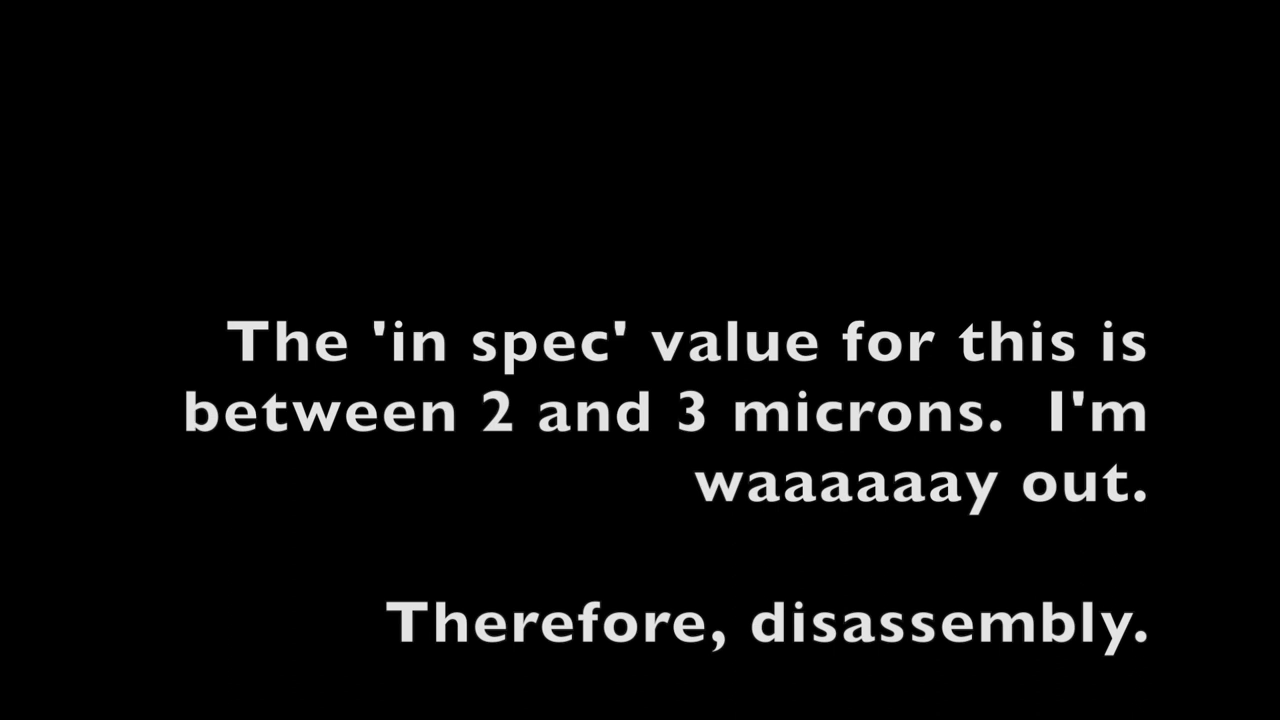 The 'in spec' value for this is
between 2 and 3 microns.  I'm
waaaaaay out.
Therefore, disassembly.